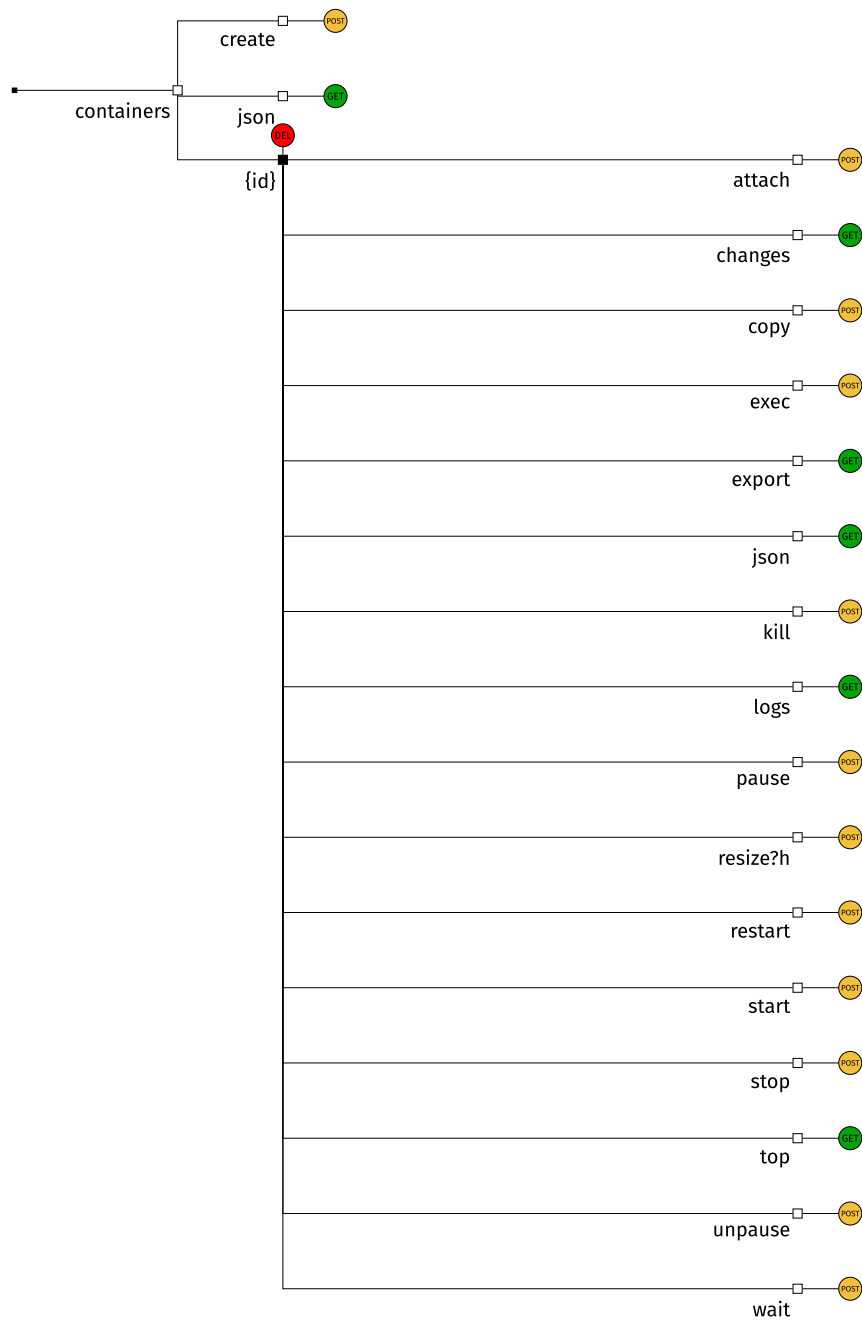 POST
create
containers
GET
json
DEL
{id}
POST
attach
GET
changes
POST
copy
POST
exec
GET
export
GET
json
POST
kill
GET
logs
POST
pause
POST
resize?h
POST
restart
POST
start
POST
stop
GET
top
POST
unpause
POST
wait